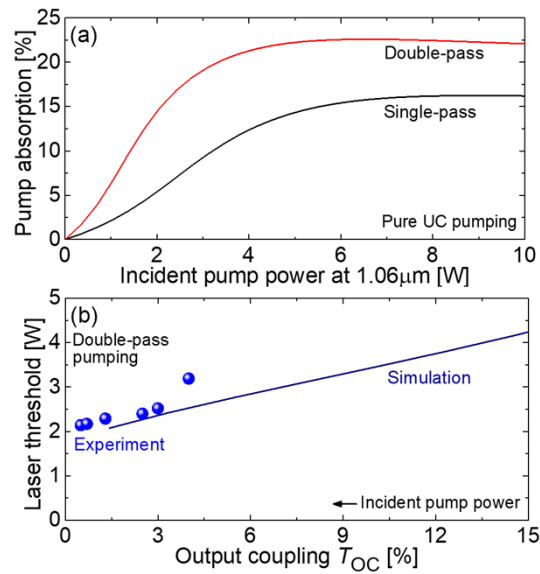 (a)
Pump absorption [%]
25
20
15
10
5
0
Double-pass
Single-pass
Pure UC pumping
0 2 4 6 8 10
Incident pump power at 1.06μm [W]
(b)
Laser threshold [W]
5
4
3
2
1
0
Double-pass
pumping
Simulation
Experiment
← Incident pump power
0 3 6 9 12 15
Output coupling TOC [%]